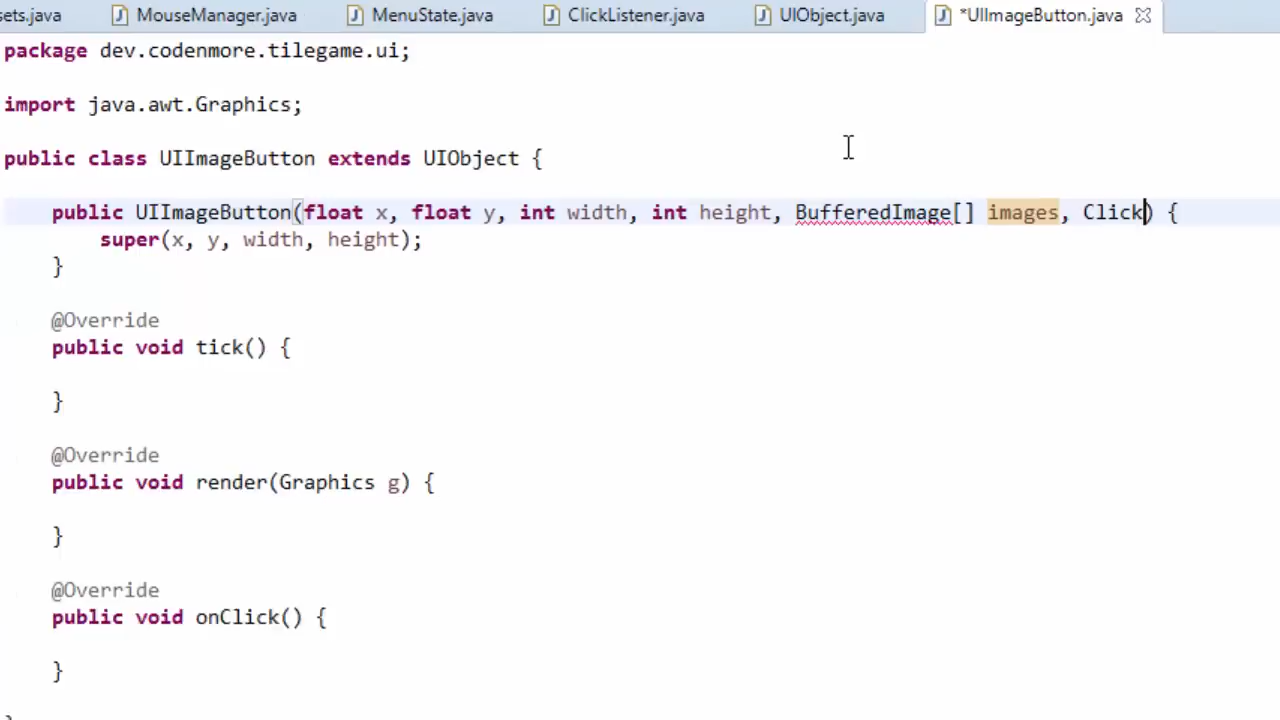 sets.java MouseManager.java MenuState.java ClickListener.java UIObject.java *UIImageButton.java
package dev.codenmore.tilegame.ui;
import java.awt.Graphics;
public class UIImageButton extends UIObject {
public UIImageButton(float x, float y, int width, int height, BufferedImage[] images, Click) {
super(x, y, width, height);
}
@Override
public void tick() {
}
@Override
public void render(Graphics g) {
}
@Override
public void onClick() {
}
}